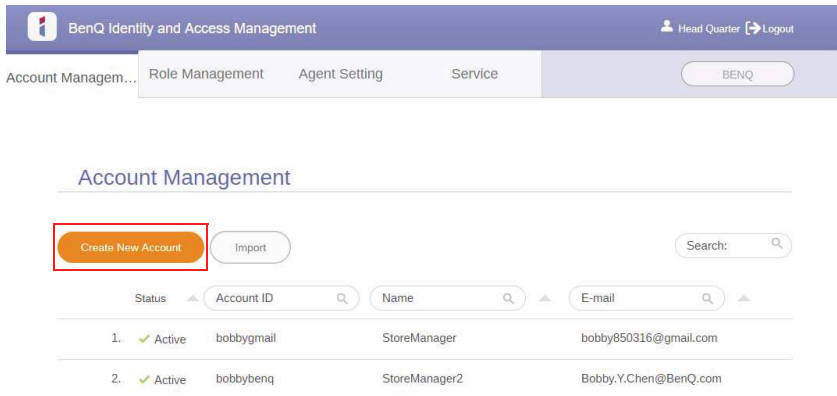 BenQ Identity and Access Management
Head Quarter Logout
Account Managem... Role Management Agent Setting Service BENQ
Account Management
Create New Account Import Search:
Status Account ID Name E-mail
1. Active bobbygmail StoreManager bobby850316@gmail.com
2. Active bobbybenq StoreManager2 Bobby.Y.Chen@BenQ.com